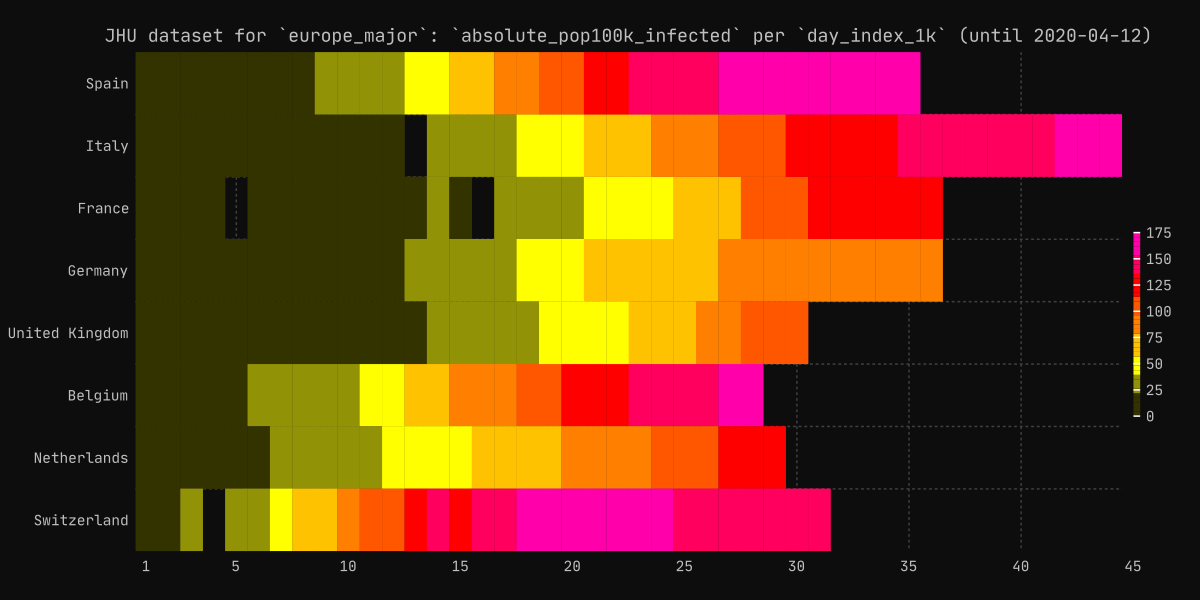 JHU dataset for `europe_major`: `absolute_pop100k_infected` per `day_index_1k` (until 2020-04-12)
Spain
Italy
France
Germany
United Kingdom
Belgium
Netherlands
Switzerland
175
150
125
100
75
50
25
0
1 5 10 15 20 25 30 35 40 45